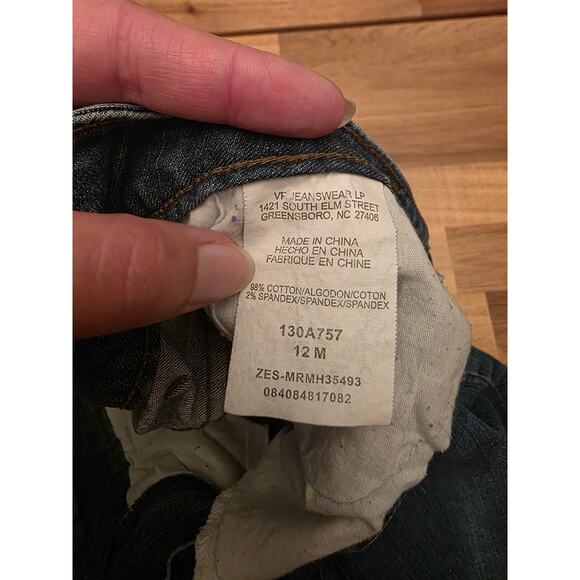 VF JEANSWEAR LP
1421 SOUTH ELM STREET
GREENSBORO, NC 27406
MADE IN CHINA
HECHO EN CHINA
FABRIQUE EN CHINE
98% COTTON/ALGODON/COTON
2% SPANDEX/SPANDEX/SPANDEX
130A757
12 M
ZES-MRMH35493
084084817082